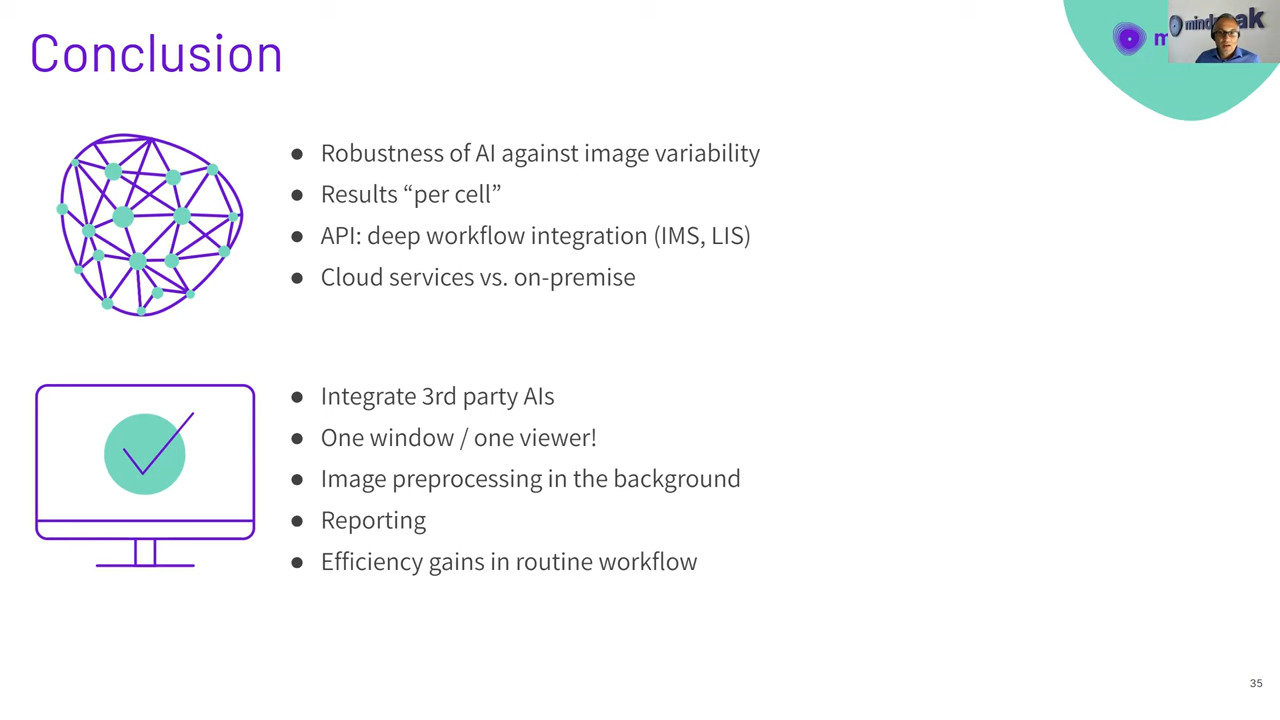 Conclusion
● Robustness of AI against image variability
● Results “per cell”
● API: deep workflow integration (IMS, LIS)
● Cloud services vs. on-premise
● Integrate 3rd party AIs
● One window / one viewer!
● Image preprocessing in the background
● Reporting
● Efficiency gains in routine workflow
35